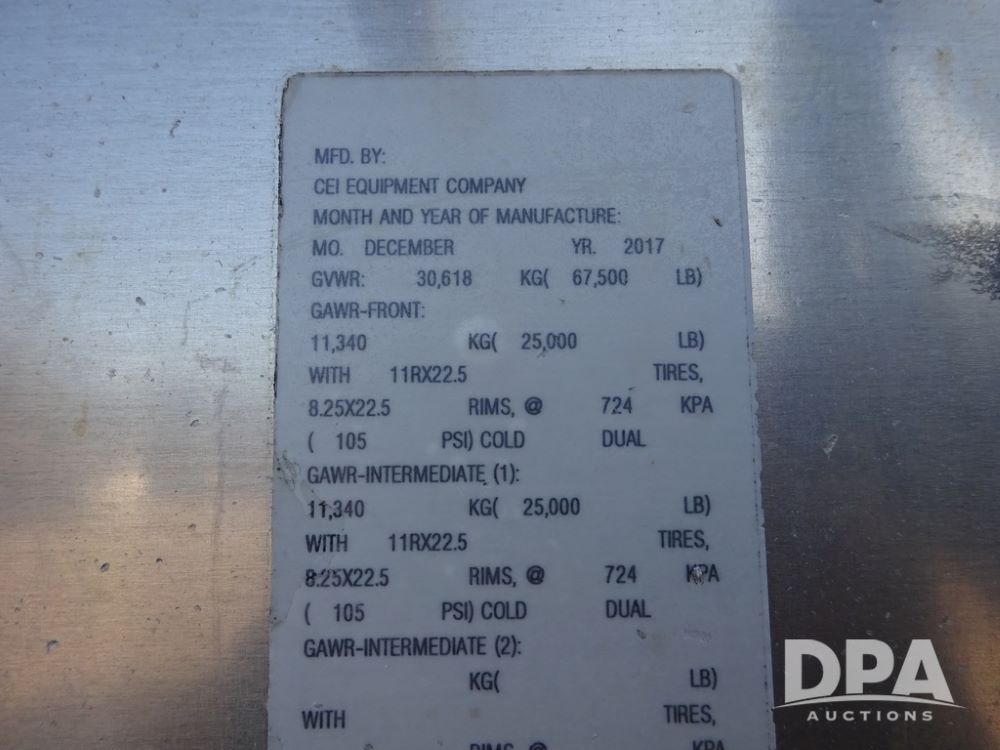 MFD. BY:
CEI EQUIPMENT COMPANY
MONTH AND YEAR OF MANUFACTURE:
MO. DECEMBER YR. 2017
GVWR: 30,618 KG( 67,500 LB)
GAWR-FRONT:
11,340 KG( 25,000 LB)
WITH 11RX22.5 TIRES,
8.25X22.5 RIMS, @ 724 KPA
( 105 PSI) COLD DUAL
GAWR-INTERMEDIATE (1):
11,340 KG( 25,000 LB)
WITH 11RX22.5 TIRES,
8.25X22.5 RIMS, @ 724 KPA
( 105 PSI) COLD DUAL
GAWR-INTERMEDIATE (2):
KG( LB)
WITH TIRES,
RIMS, @ KPA
DPA
AUCTIONS